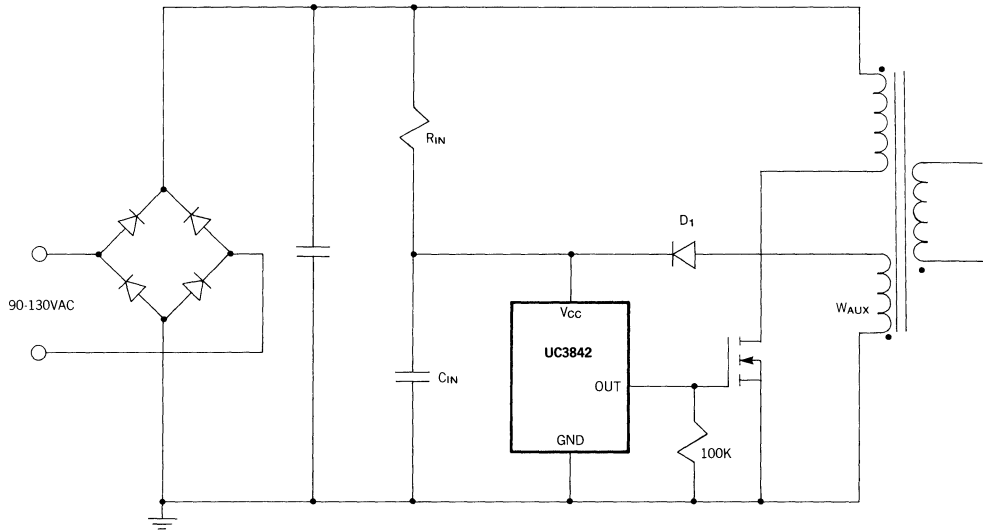 RIN
D1
90-130VAC
VCC
UC3842
WAUX
CIN
OUT
GND
100K